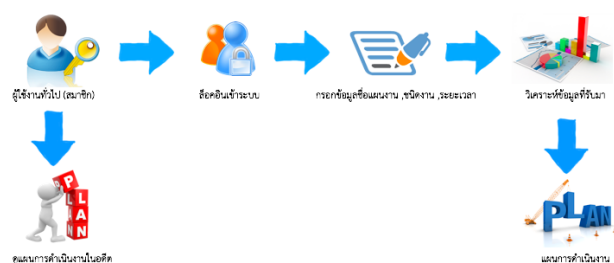 ผู้ใช้งานทั่วไป (สมาชิก)
ล็อคอินเข้าระบบ
กรอกข้อมูลชื่อแผนงาน ,ชนิดงาน ,ระยะเวลา
วิเคราะห์ข้อมูลที่รับมา
PLAN
PLAN
PLAN
ดูแผนการดำเนินงานในอดีต
แผนการดำเนินงาน